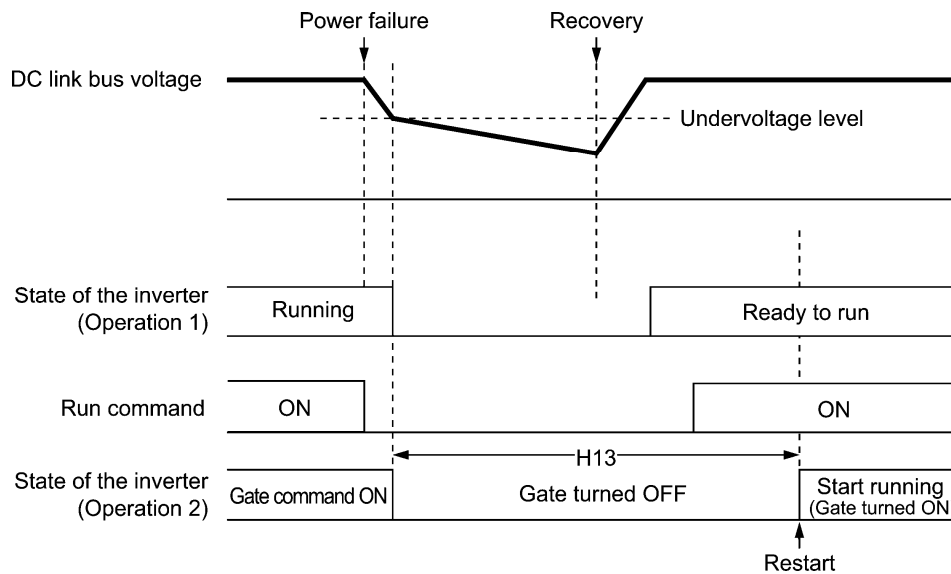 Power failure
Recovery
DC link bus voltage
Undervoltage level
State of the inverter
(Operation 1)
Running
Ready to run
Run command
ON
ON
H13
State of the inverter
(Operation 2)
Gate command ON
Gate turned OFF
Start running
(Gate turned ON
Restart